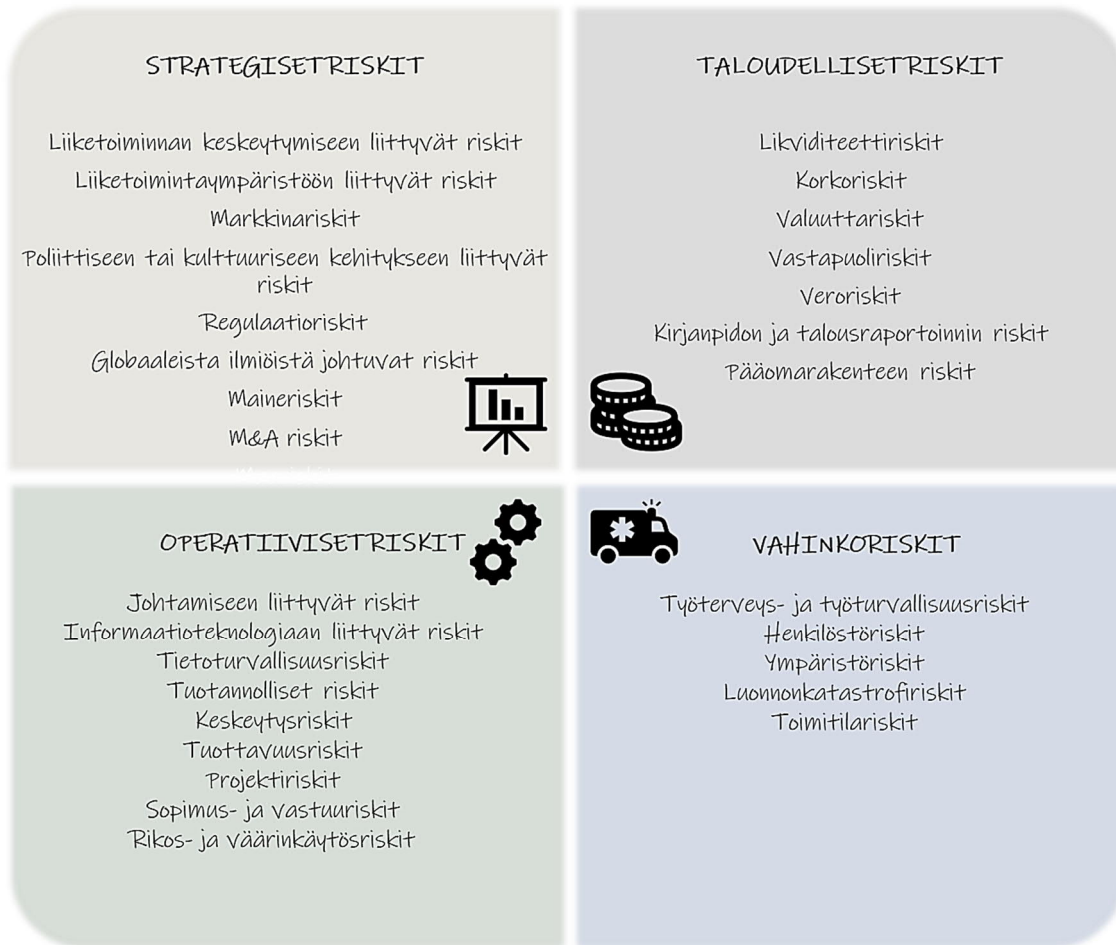 STRATEGISETRISKIT
Liiketoiminnan keskeytymiseen liittyvät riskit
Liiketoimintaympäristöön liittyvät riskit
Markkinariskit
Poliittiseen tai kulttuuriseen kehitykseen liittyvät
riskit
Regulaatioriskit
Globaaleista ilmiöistä johtuvat riskit
Maineriskit
M&A riskit
TALOUDELLISETRISKIT
Likviditeettiriskit
Korkoriskit
Valuuttariskit
Vastapuoliriskit
Veroriskit
Kirjanpidon ja talousraportoinnin riskit
Pääomarakenteen riskit
OPERATIIVISETRISKIT
Johtamiseen liittyvät riskit
Informaatioteknologiaan liittyvät riskit
Tietoturvallisuusriskit
Tuotannolliset riskit
Keskeytysriskit
Tuottavuusriskit
Projektiriskit
Sopimus- ja vastuuriskit
Rikos- ja väärinkäytösriskit
VAHINKORISKIT
Työterveys- ja työturvallisuusriskit
Henkilöstöriskit
Ympäristöriskit
Luonnonkatastrofiriskit
Toimitilariskit